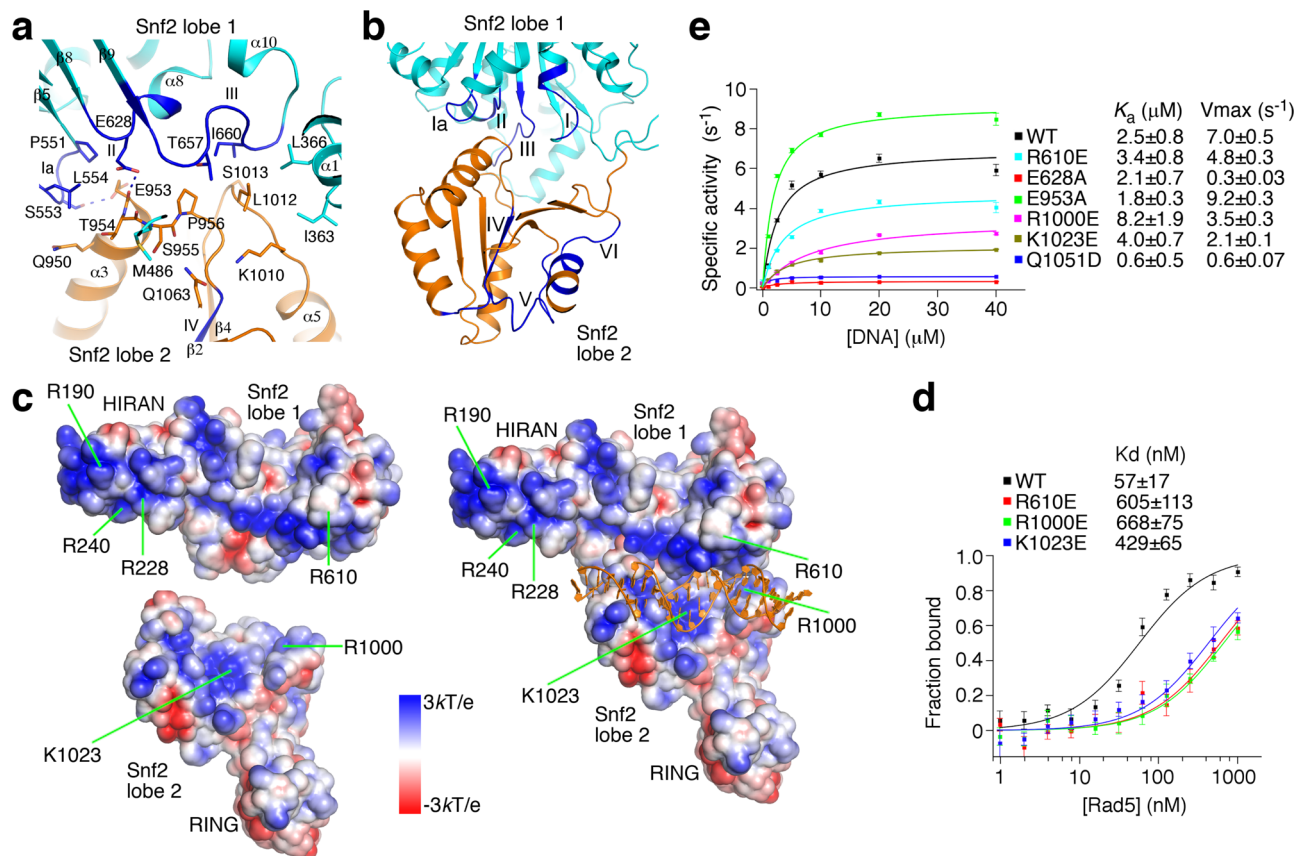 a
Snf2 lobe 1
β8
β9
α10
β5
α8
III
E628
P551
T657
I660
L366
II
Ia
α1
L554
E953
S1013
S553
L1012
T954
P956
I363
S955
Q950
M486
K1010
α3
Q1063
IV
β4
α5
Snf2 lobe 2
β2
b
Snf2 lobe 1
Ia
II
I
III
IV
VI
V
Snf2
lobe 2
e
Specific activity (s⁻¹)
10
8
6
4
2
0
0 10 20 30 40
[DNA] (μM)
Kₐ (μM) Vmax (s⁻¹)
WT 2.5±0.8 7.0±0.5
R610E 3.4±0.8 4.8±0.3
E628A 2.1±0.7 0.3±0.03
E953A 1.8±0.3 9.2±0.3
R1000E 8.2±1.9 3.5±0.3
K1023E 4.0±0.7 2.1±0.1
Q1051D 0.6±0.5 0.6±0.07
c
R190
HIRAN
Snf2
lobe 1
R240
R228
R610
R1000
K1023
Snf2
lobe 2
RING
3kT/e
-3kT/e
R190
HIRAN
Snf2
lobe 1
R240
R228
R610
R1000
K1023
Snf2
lobe 2
RING
d
Kd (nM)
WT 57±17
R610E 605±113
R1000E 668±75
K1023E 429±65
Fraction bound
1.0
0.8
0.6
0.4
0.2
0
1 10 100 1000
[Rad5] (nM)